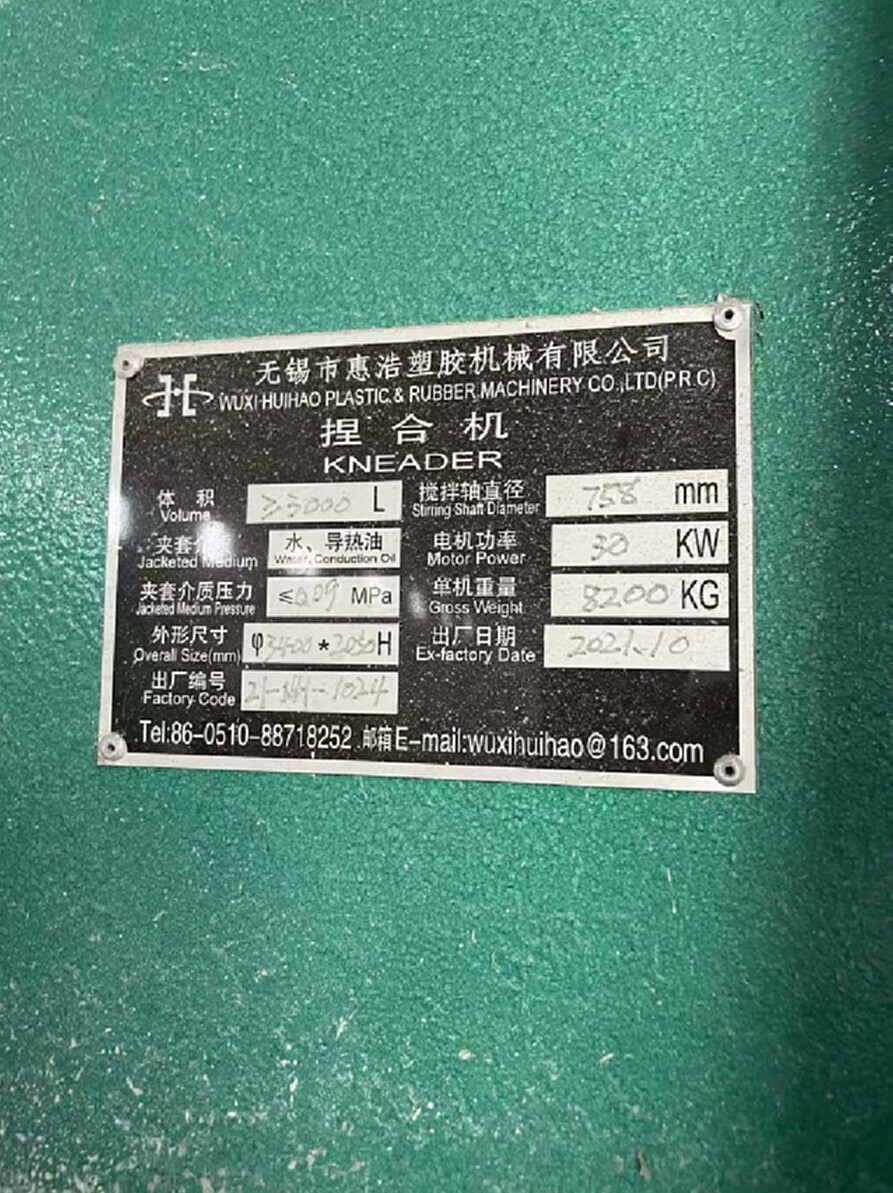 无锡市惠浩塑胶机械有限公司
WUXI HUIHAO PLASTIC & RUBBER MACHINERY CO.,LTD(P.R.C)
捏合机
KNEADER
体积 ≥3000 L 搅拌轴直径 758 mm
Volume Stirring Shaft Diameter
夹套介 水、导热油 电机功率 30 KW
Jacketed Medium Water, Conduction Oil Motor Power
夹套介质压力 ≤0.09 MPa 单机重量 8200 KG
Jacketed Medium Pressure Gross Weight
外形尺寸 φ3400*2050H 出厂日期 2021.10
Overall Size(mm) Ex-factory Date
出厂编号
Factory Code
Tel:86-0510-88718252 邮箱E-mail:wuxihuihao@163.com